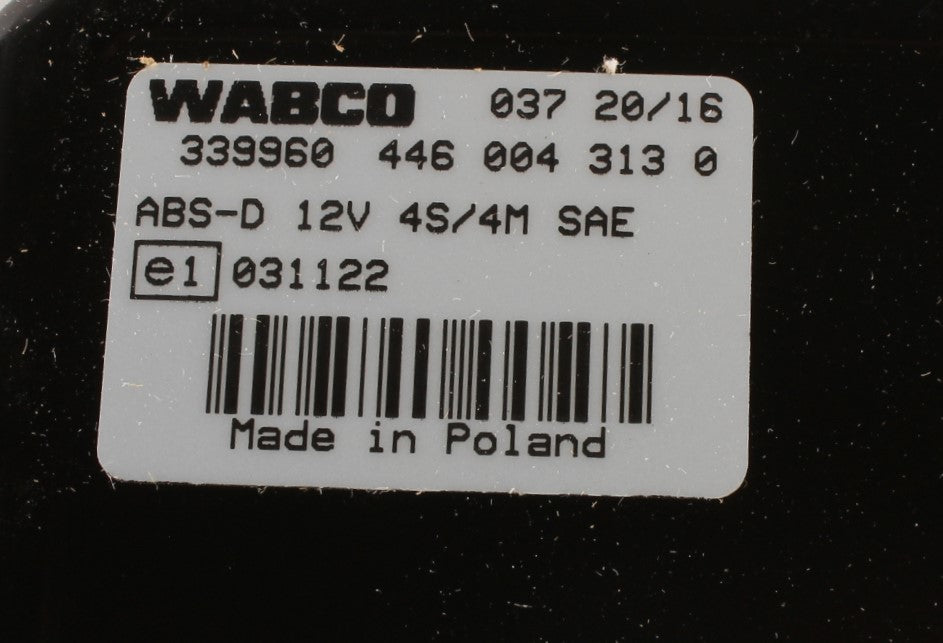 WABCO 037 20/16
339960 446 004 313 0
ABS-D 12V 4S/4M SAE
e1 031122
Made in Poland